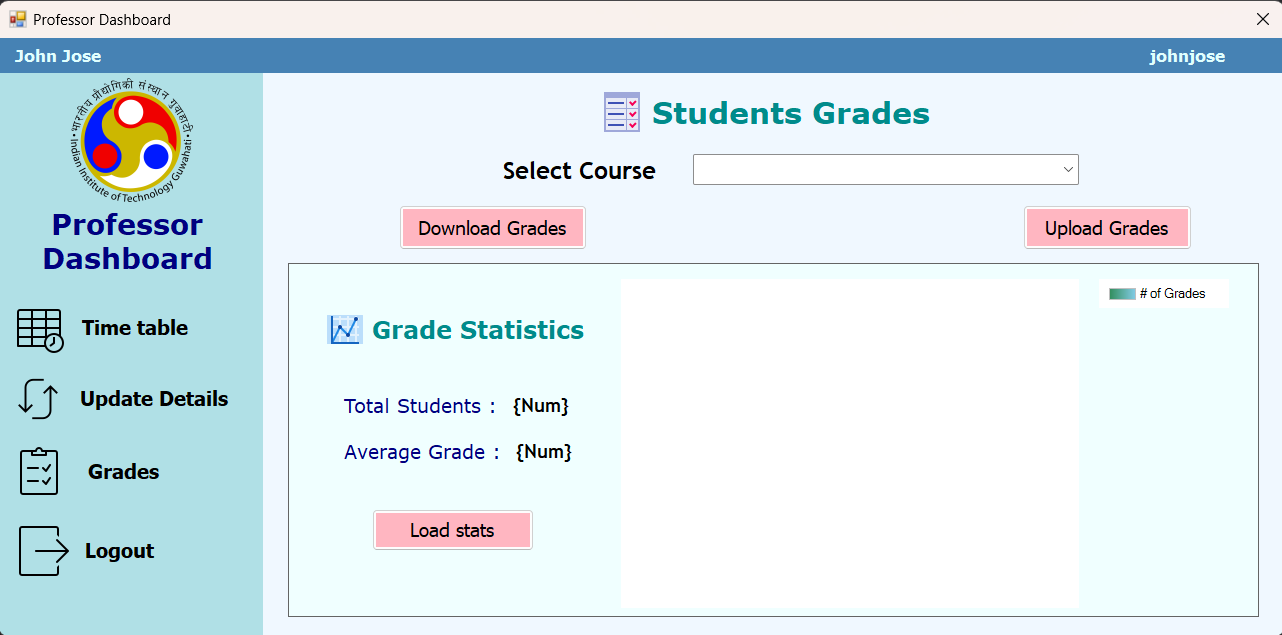 Professor Dashboard
John Jose
johnjose
भारतीय प्रौद्योगिकी संस्थान गुवाहाटी
Indian Institute of Technology Guwahati
Professor
Dashboard
Time table
Update Details
Grades
Logout
Students Grades
Select Course
Download Grades
Upload Grades
# of Grades
Grade Statistics
Total Students : {Num}
Average Grade : {Num}
Load stats